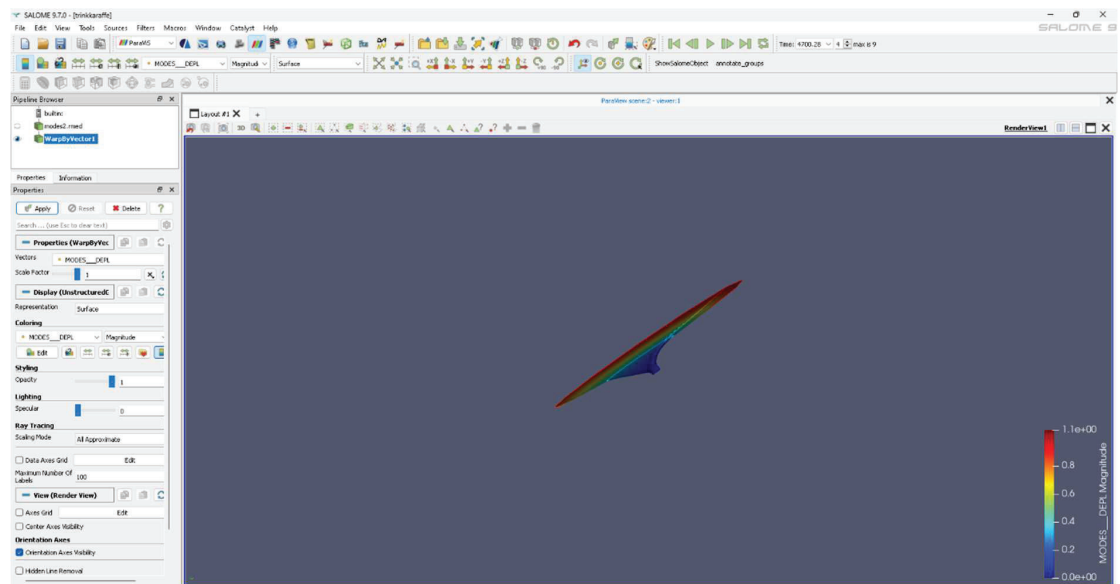 SALOME 9.7.0 - [trinkkaraffe]
File Edit View Tools Sources Filters Macros Window Catalyst Help
SALOME 9
ParaViS
Time: 4700.28 4 max is 9
MODES__DEPL Magnitud Surface ShowSalomeObject annotate_groups
Pipeline Browser
ParaView scene:2 - viewer:1
builtin:
Layout #1
modes2.rmed
3D
RenderView1
WarpByVector1
Properties Information
Properties
Apply Reset Delete ?
Search ... (use Esc to clear text)
Properties (WarpByVec
Vectors MODES__DEPL
Scale Factor 1
Display (UnstructuredC
Representation Surface
Coloring
MODES__DEPL Magnitude
Edit
Styling
Opacity 1
Lighting
Specular 0
Ray Tracing
Scaling Mode All Approximate
Data Axes Grid Edit
Maximum Number Of Labels 100
View (Render View)
Axes Grid Edit
Center Axes Visibility
Orientation Axes
Orientation Axes Visibility
Hidden Line Removal
1.1e+00
0.8
0.6
0.4
0.2
0.0e+00
MODES__DEPL Magnitude